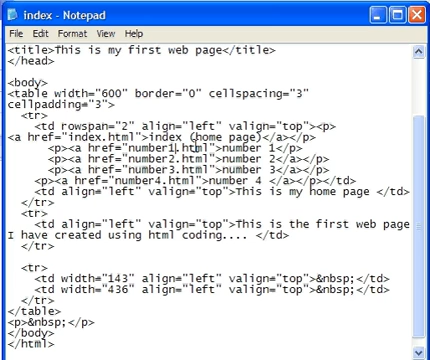 index - Notepad
File Edit Format View Help
<title>This is my first web page</title>
</head>
<body>
<table width="600" border="0" cellspacing="3"
cellpadding="3">
<tr>
<td rowspan="2" align="left" valign="top"><p>
<a href="index.html">index (home page)</a></p>
<p><a href="number1.html">number 1</p>
<p><a href="number2.html">number 2</a></p>
<p><a href="number3.html">number 3</a></p>
<p><a href="number4.html">number 4 </a></p></td>
<td align="left" valign="top">This is my home page </td>
</tr>
<tr>
<td align="left" valign="top">This is the first web page
I have created using html coding.... </td>
</tr>
<tr>
<td width="143" align="left" valign="top">&nbsp;</td>
<td width="436" align="left" valign="top">&nbsp;</td>
</tr>
</table>
<p>&nbsp;</p>
</body>
</html>